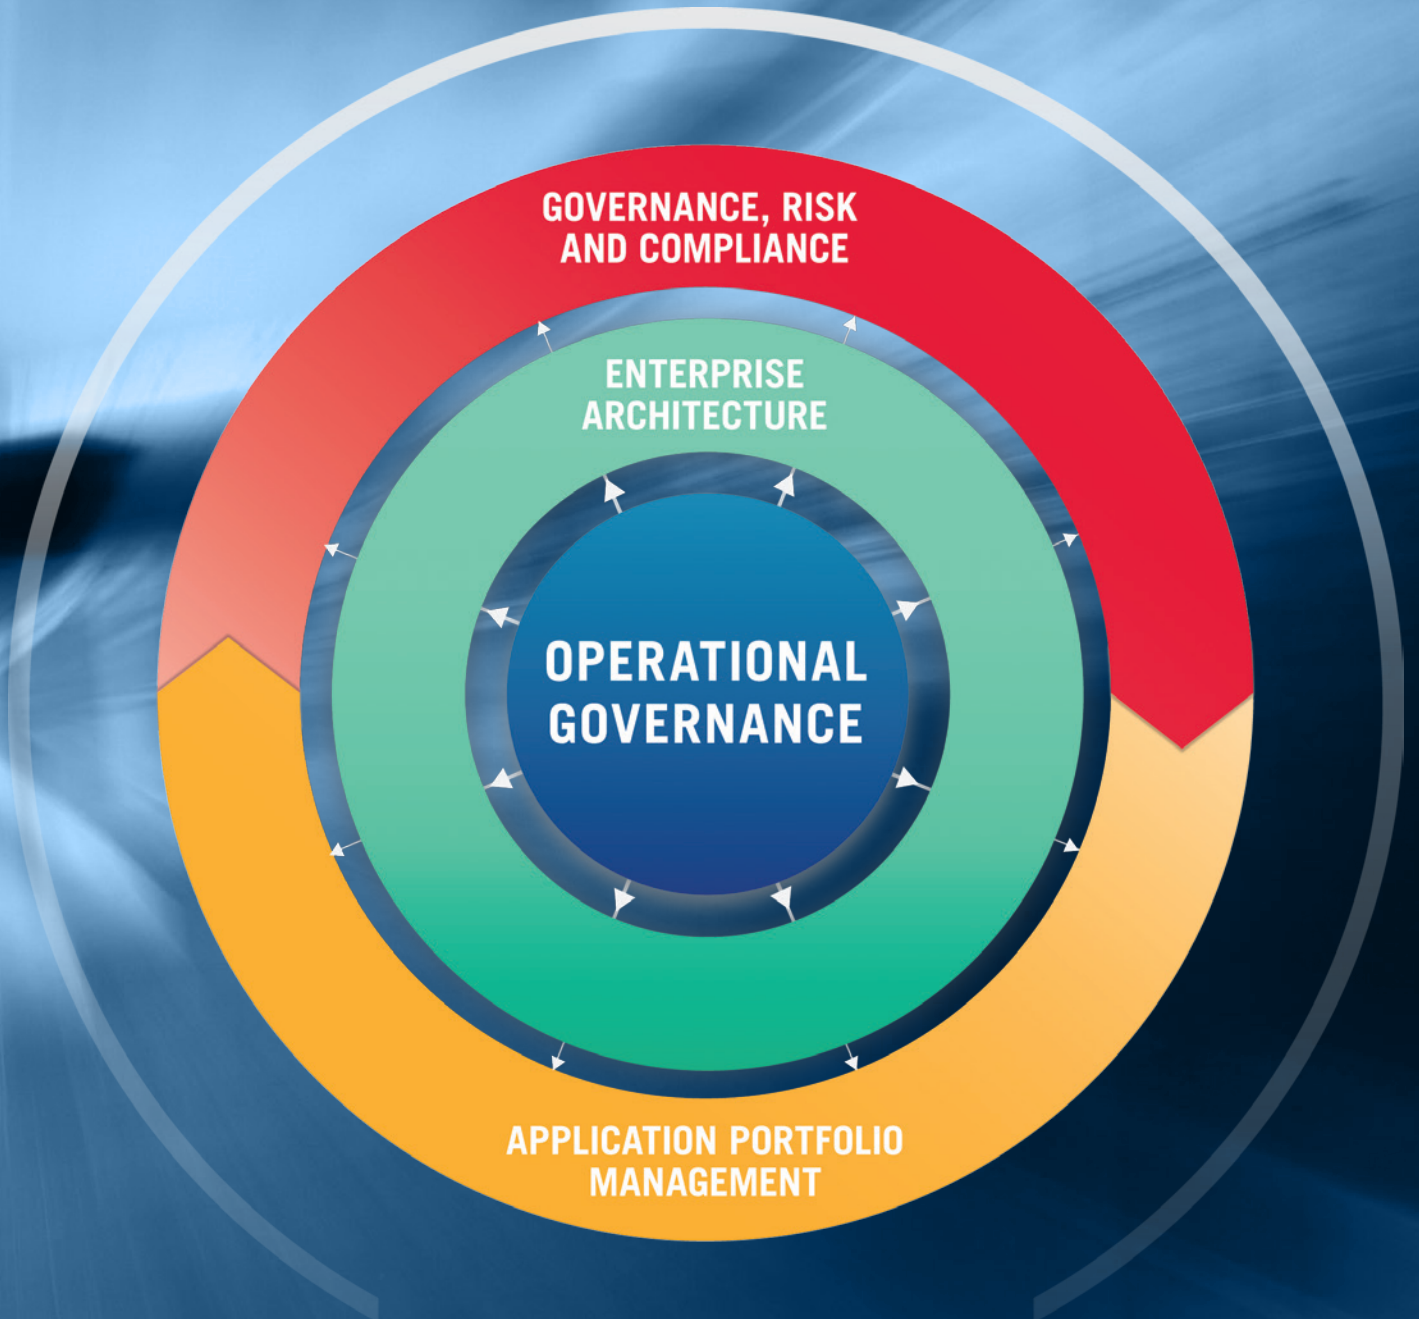 GOVERNANCE, RISK
AND COMPLIANCE
ENTERPRISE
ARCHITECTURE
OPERATIONAL
GOVERNANCE
APPLICATION PORTFOLIO
MANAGEMENT